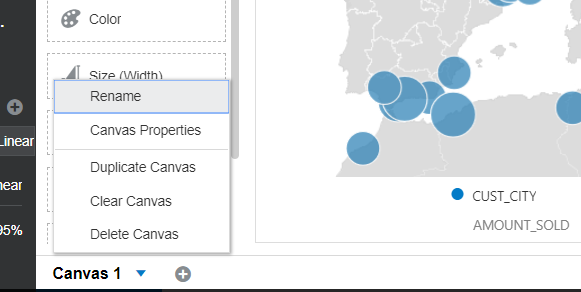 Color
Size (Width)
Rename
Canvas Properties
Duplicate Canvas
Clear Canvas
Delete Canvas
Linear
near
95%
CUST_CITY
AMOUNT_SOLD
Canvas 1